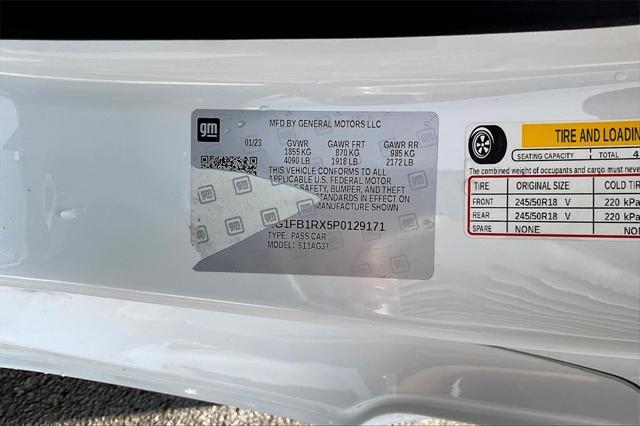 gm
MFD BY GENERAL MOTORS LLC
01/23 GVWR GAWR FRT GAWR RR
1855 KG 870 KG 985 KG
4090 LB 1918 LB 2172 LB
THIS VEHICLE CONFORMS TO ALL
APPLICABLE U.S. FEDERAL MOTOR
SAFETY, BUMPER, AND THEFT
STANDARDS IN EFFECT ON
MANUFACTURE SHOWN
G1FB1RX5P0129171
TYPE: PASS CAR
MODEL: 511AG37
TIRE AND LOADIN
SEATING CAPACITY TOTAL 4
The combined weight of occupants and cargo must never
TIRE ORIGINAL SIZE COLD TI
FRONT 245/50R18 V 220 kPa
REAR 245/50R18 V 220 kPa
SPARE NONE NON